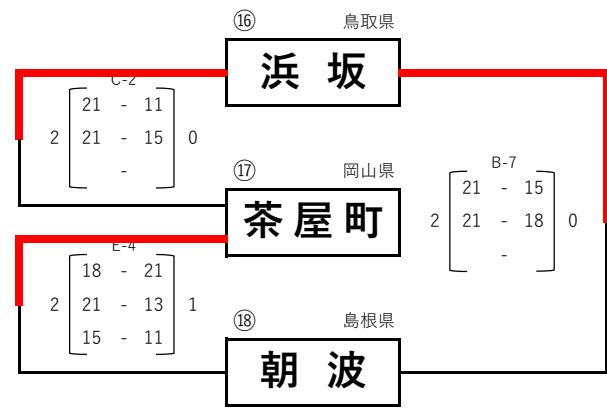 ⑯ 鳥取県
浜 坂
C-2
21 - 11
2 21 - 15 0
-
⑰ 岡山県
茶屋町
B-7
21 - 15
2 21 - 18 0
-
E-4
18 - 21
2 21 - 13 1
15 - 11
⑱ 島根県
朝 波